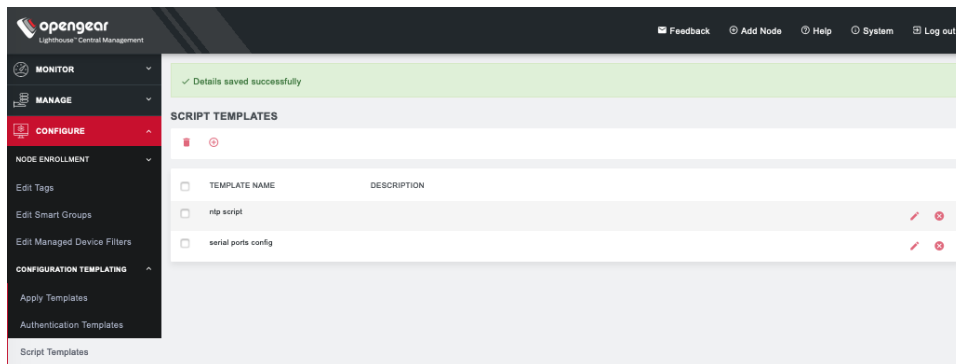 opengear
Lighthouse™ Central Management
Feedback
Add Node
Help
System
Log out
MONITOR
MANAGE
CONFIGURE
NODE ENROLLMENT
Edit Tags
Edit Smart Groups
Edit Managed Device Filters
CONFIGURATION TEMPLATING
Apply Templates
Authentication Templates
Script Templates
Details saved successfully
SCRIPT TEMPLATES
TEMPLATE NAME DESCRIPTION
ntp script
serial ports config